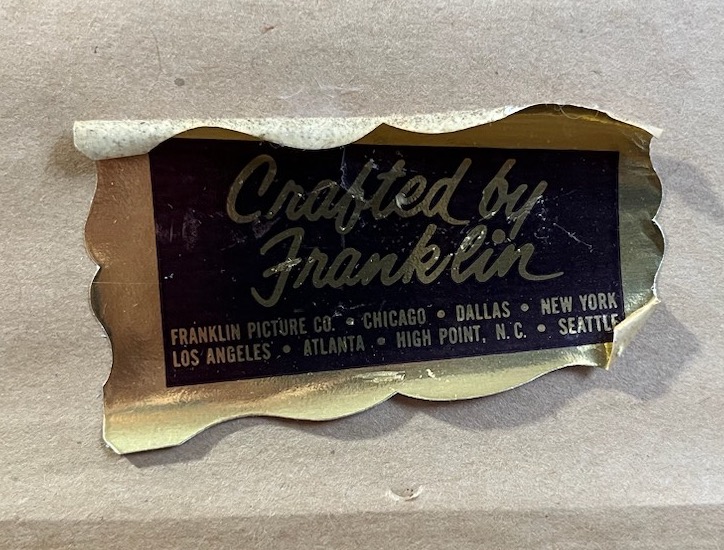 Crafted by
Franklin
FRANKLIN PICTURE CO. • CHICAGO • DALLAS • NEW YORK
LOS ANGELES • ATLANTA • HIGH POINT, N.C. • SEATTLE